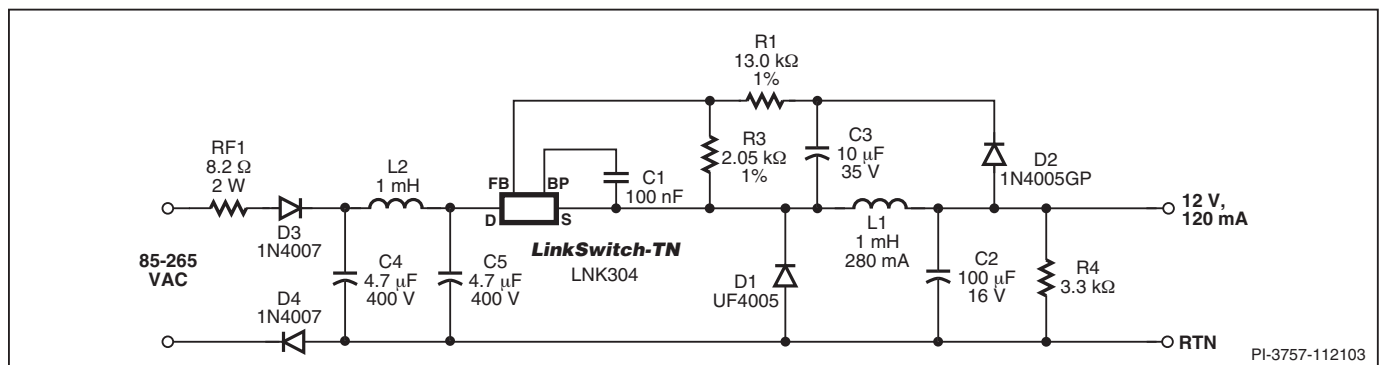 R1
13.0 kΩ
1%
RF1
8.2 Ω
2 W
L2
1 mH
FB
BP
D
S
C1
100 nF
R3
2.05 kΩ
1%
C3
10 µF
35 V
D2
1N4005GP
D3
1N4007
85-265
VAC
C4
4.7 µF
400 V
C5
4.7 µF
400 V
LinkSwitch-TN
LNK304
D1
UF4005
L1
1 mH
280 mA
C2
100 µF
16 V
R4
3.3 kΩ
12 V,
120 mA
D4
1N4007
RTN
PI-3757-112103